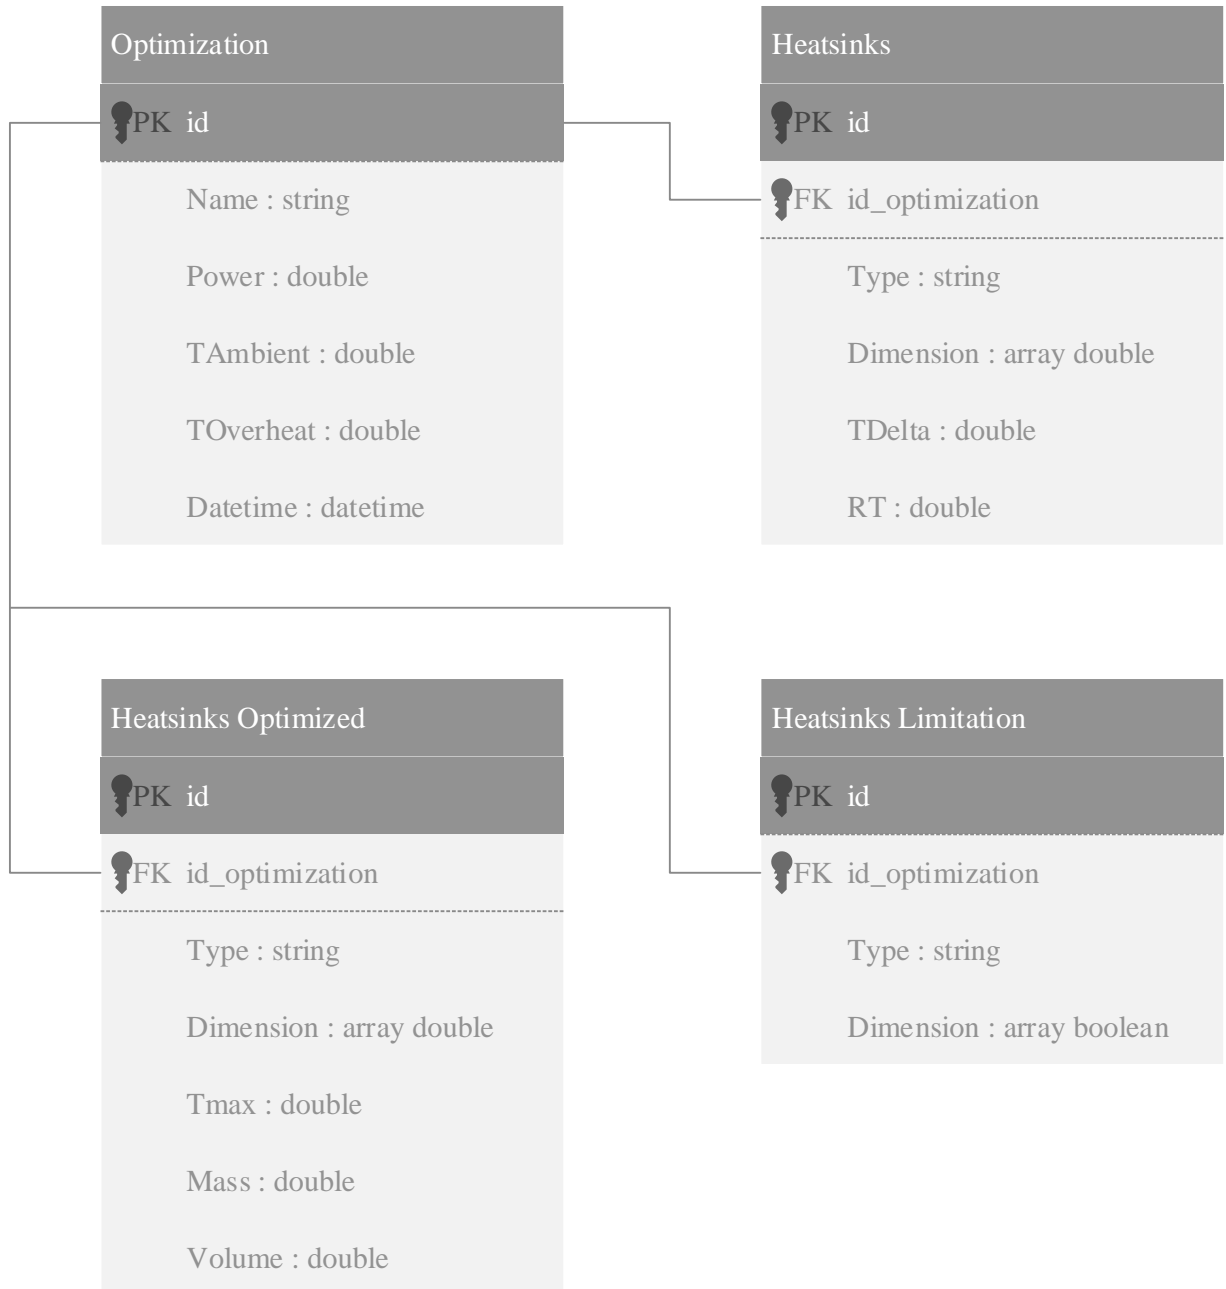 Optimization
PK id
Name : string
Power : double
TAmbient : double
TOverheat : double
Datetime : datetime
Heatsinks
PK id
FK id_optimization
Type : string
Dimension : array double
TDelta : double
RT : double
Heatsinks Optimized
PK id
FK id_optimization
Type : string
Dimension : array double
Tmax : double
Mass : double
Volume : double
Heatsinks Limitation
PK id
FK id_optimization
Type : string
Dimension : array boolean